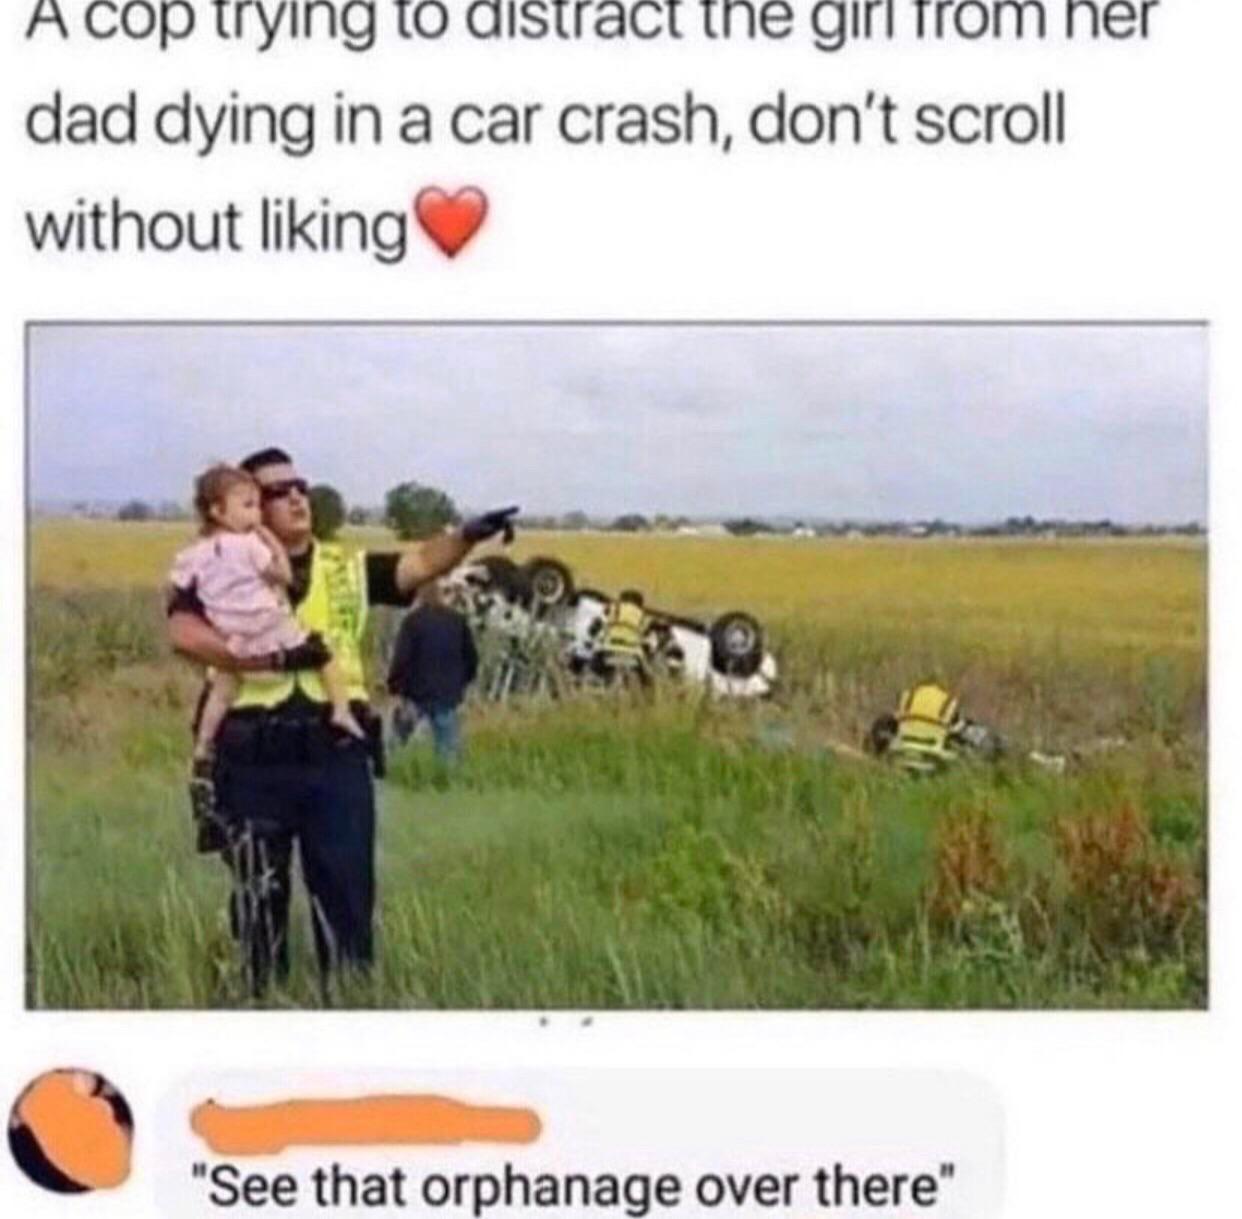 A cop trying to distract the girl from her
dad dying in a car crash, don't scroll
without liking❤️
"See that orphanage over there"